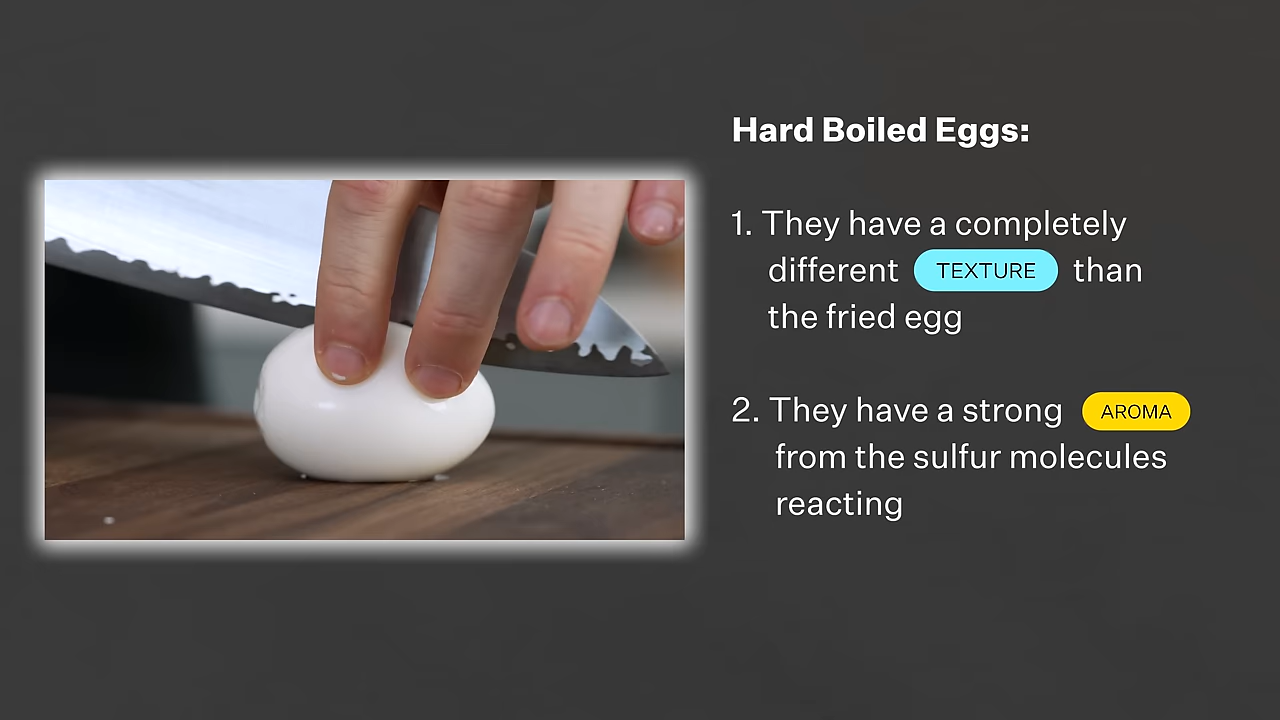 Hard Boiled Eggs:
1. They have a completely
different TEXTURE than
the fried egg
2. They have a strong AROMA
from the sulfur molecules
reacting